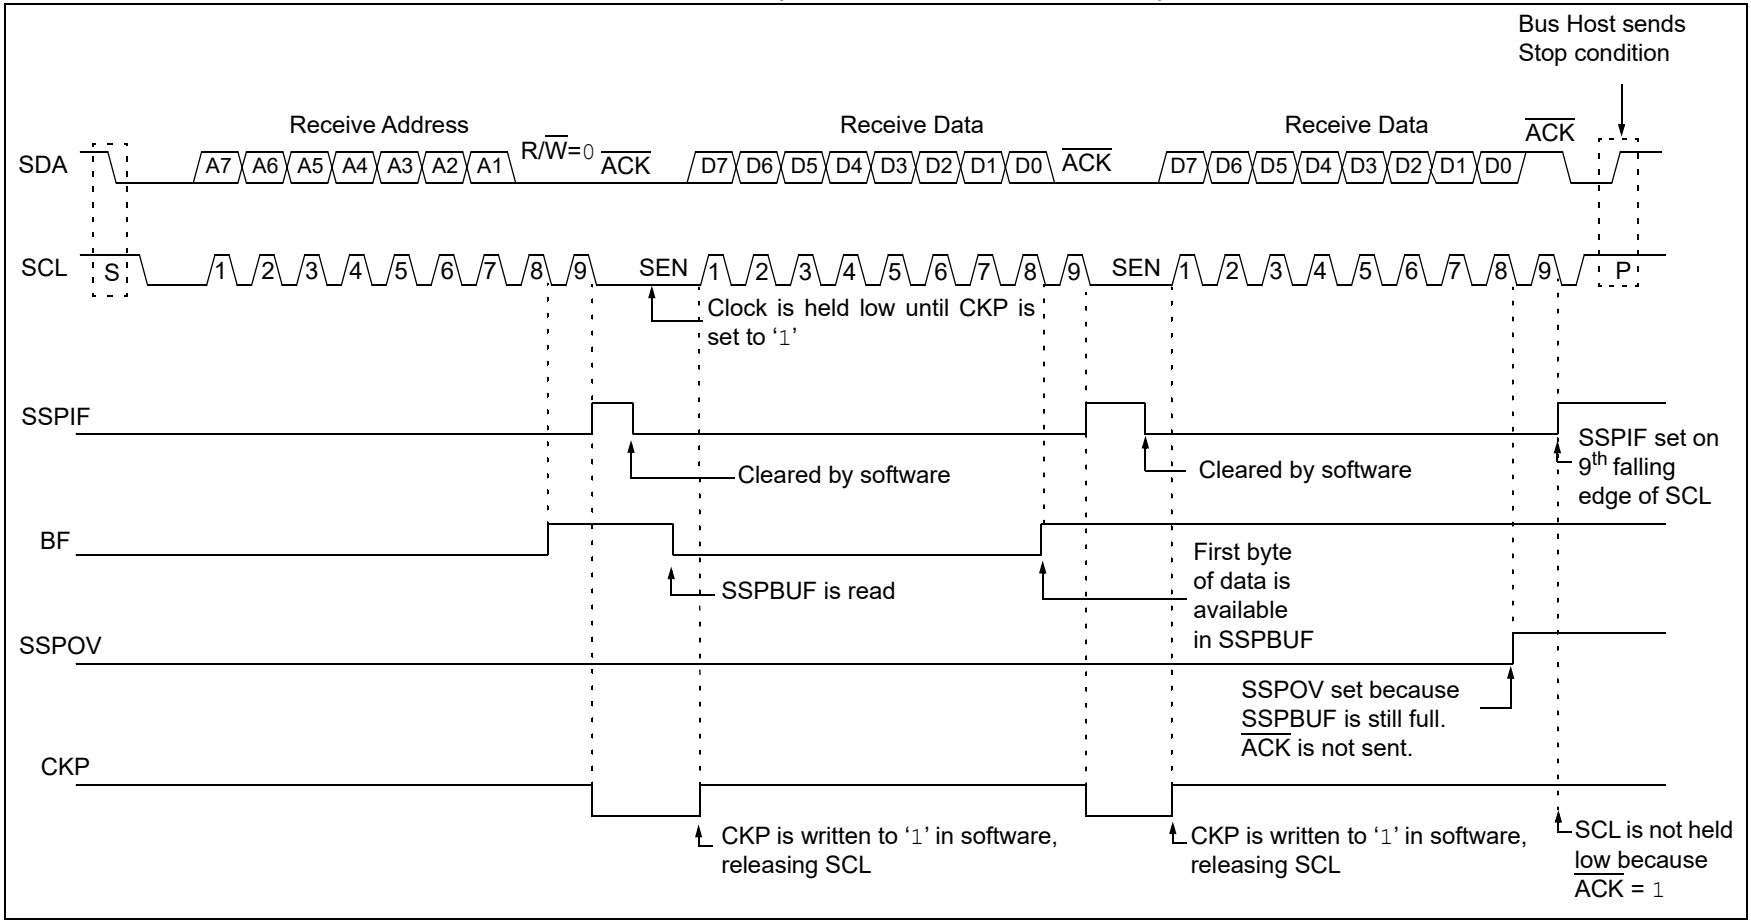 Bus Host sends
Stop condition
Receive Address
Receive Data
Receive Data
SDA
A7 A6 A5 A4 A3 A2 A1 R/W=0 ACK D7 D6 D5 D4 D3 D2 D1 D0 ACK D7 D6 D5 D4 D3 D2 D1 D0 ACK
SCL S 1 2 3 4 5 6 7 8 9 SEN 1 2 3 4 5 6 7 8 9 SEN 1 2 3 4 5 6 7 8 9 P
Clock is held low until CKP is
set to ‘1’
SSPIF
Cleared by software
Cleared by software
SSPIF set on
9th falling
edge of SCL
BF
SSPBUF is read
First byte
of data is
available
in SSPBUF
SSPOV
SSPOV set because
SSPBUF is still full.
ACK is not sent.
CKP
CKP is written to ‘1’ in software,
releasing SCL
CKP is written to ‘1’ in software,
releasing SCL
SCL is not held
low because
ACK = 1